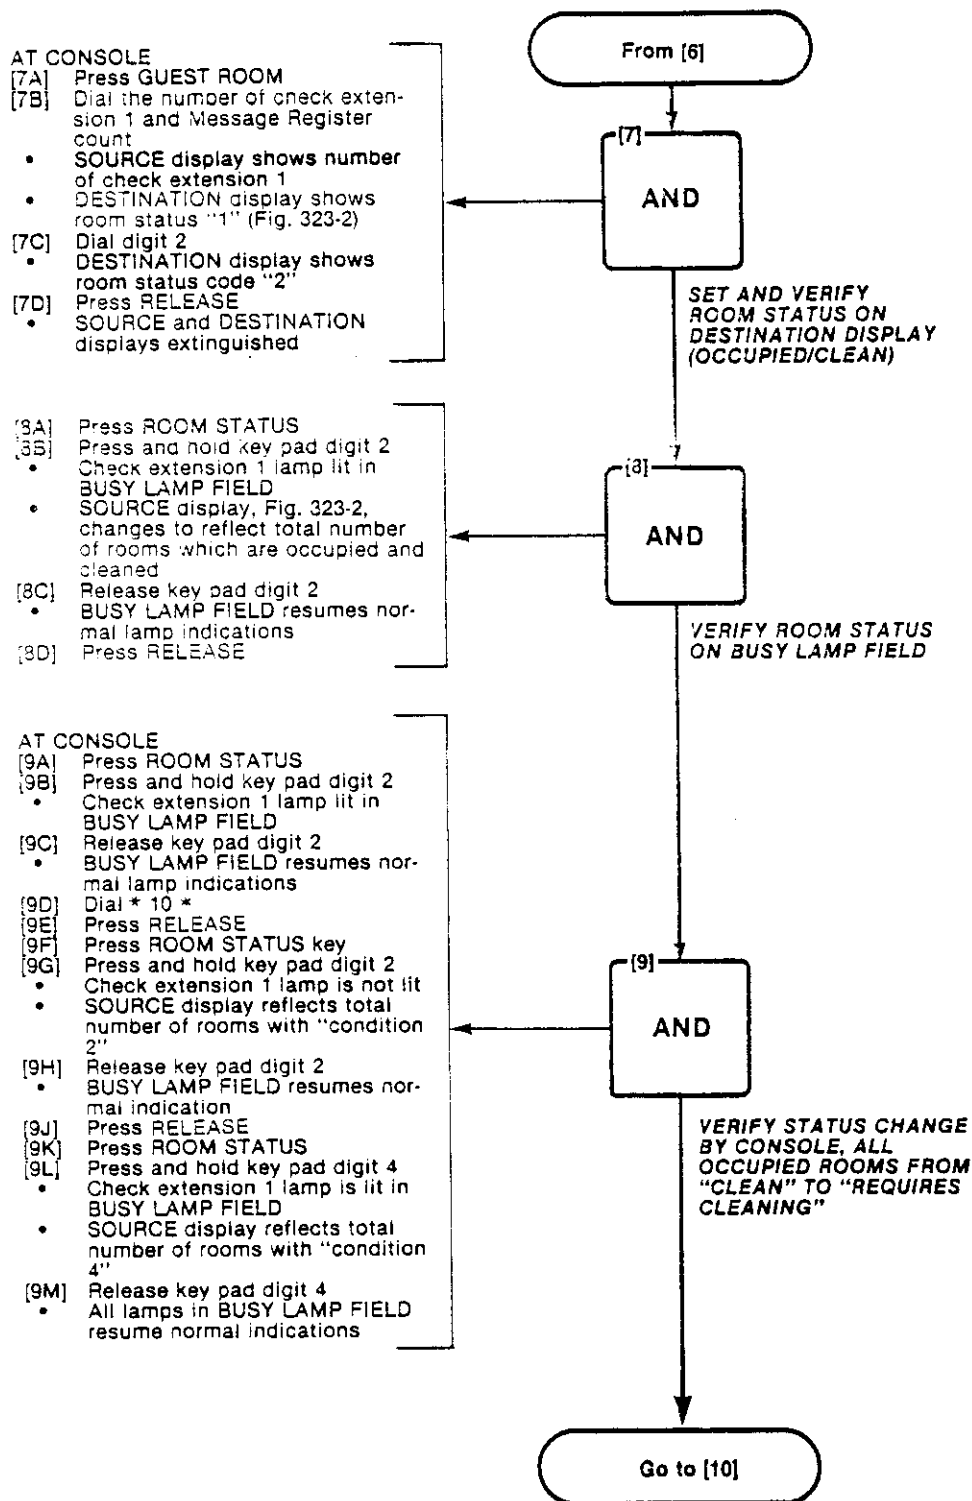 From [6]
AT CONSOLE
[7A] Press GUEST ROOM
[7B] Dial the number of check exten-
sion 1 and Message Register
count
• SOURCE display shows number
of check extension 1
• DESTINATION display shows
room status "1" (Fig. 323-2)
[7C] Dial digit 2
• DESTINATION display shows
room status code "2"
[7D] Press RELEASE
• SOURCE and DESTINATION
displays extinguished
[7]
AND
SET AND VERIFY
ROOM STATUS ON
DESTINATION DISPLAY
(OCCUPIED/CLEAN)
[8A] Press ROOM STATUS
[8B] Press and hold key pad digit 2
• Check extension 1 lamp lit in
BUSY LAMP FIELD
• SOURCE display, Fig. 323-2,
changes to reflect total number
of rooms which are occupied and
cleaned
[8C] Release key pad digit 2
• BUSY LAMP FIELD resumes nor-
mal lamp indications
[8D] Press RELEASE
[8]
AND
VERIFY ROOM STATUS
ON BUSY LAMP FIELD
AT CONSOLE
[9A] Press ROOM STATUS
[9B] Press and hold key pad digit 2
• Check extension 1 lamp lit in
BUSY LAMP FIELD
[9C] Release key pad digit 2
• BUSY LAMP FIELD resumes nor-
mal lamp indications
[9D] Dial * 10 *
[9E] Press RELEASE
[9F] Press ROOM STATUS key
[9G] Press and hold key pad digit 2
• Check extension 1 lamp is not lit
• SOURCE display reflects total
number of rooms with "condition
2"
[9H] Release key pad digit 2
• BUSY LAMP FIELD resumes nor-
mal indication
[9J] Press RELEASE
[9K] Press ROOM STATUS
[9L] Press and hold key pad digit 4
• Check extension 1 lamp is lit in
BUSY LAMP FIELD
• SOURCE display reflects total
number of rooms with "condition
4"
[9M] Release key pad digit 4
• All lamps in BUSY LAMP FIELD
resume normal indications
[9]
AND
VERIFY STATUS CHANGE
BY CONSOLE, ALL
OCCUPIED ROOMS FROM
"CLEAN" TO "REQUIRES
CLEANING"
Go to [10]